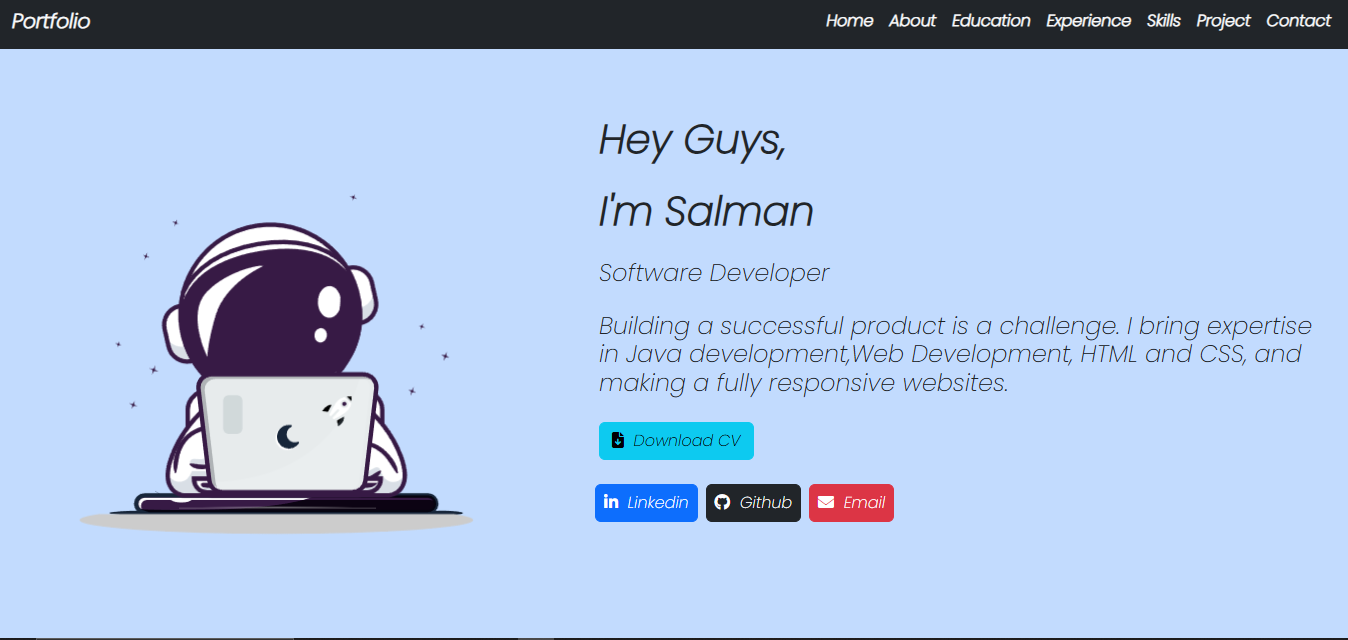 Portfolio
Home About Education Experience Skills Project Contact
Hey Guys,
I'm Salman
Software Developer
Building a successful product is a challenge. I bring expertise
in Java development,Web Development, HTML and CSS, and
making a fully responsive websites.
Download CV
Linkedin Github Email